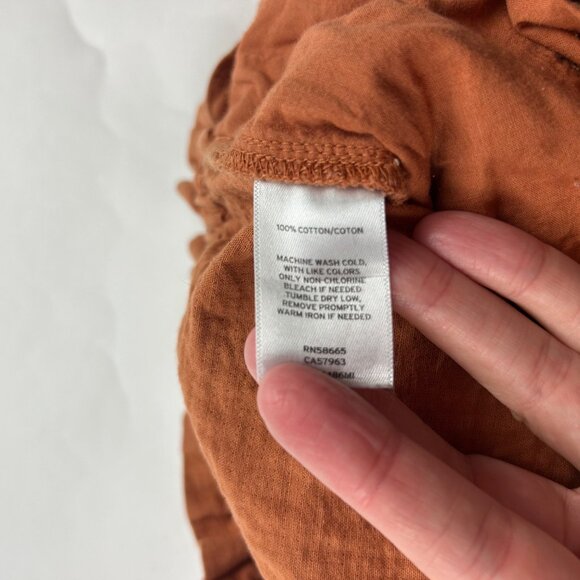 100% COTTON/COTON
MACHINE WASH COLD,
WITH LIKE COLORS
ONLY NON-CHLORINE
BLEACH IF NEEDED
TUMBLE DRY LOW,
REMOVE PROMPTLY
WARM IRON IF NEEDED
RN58665
CA57963